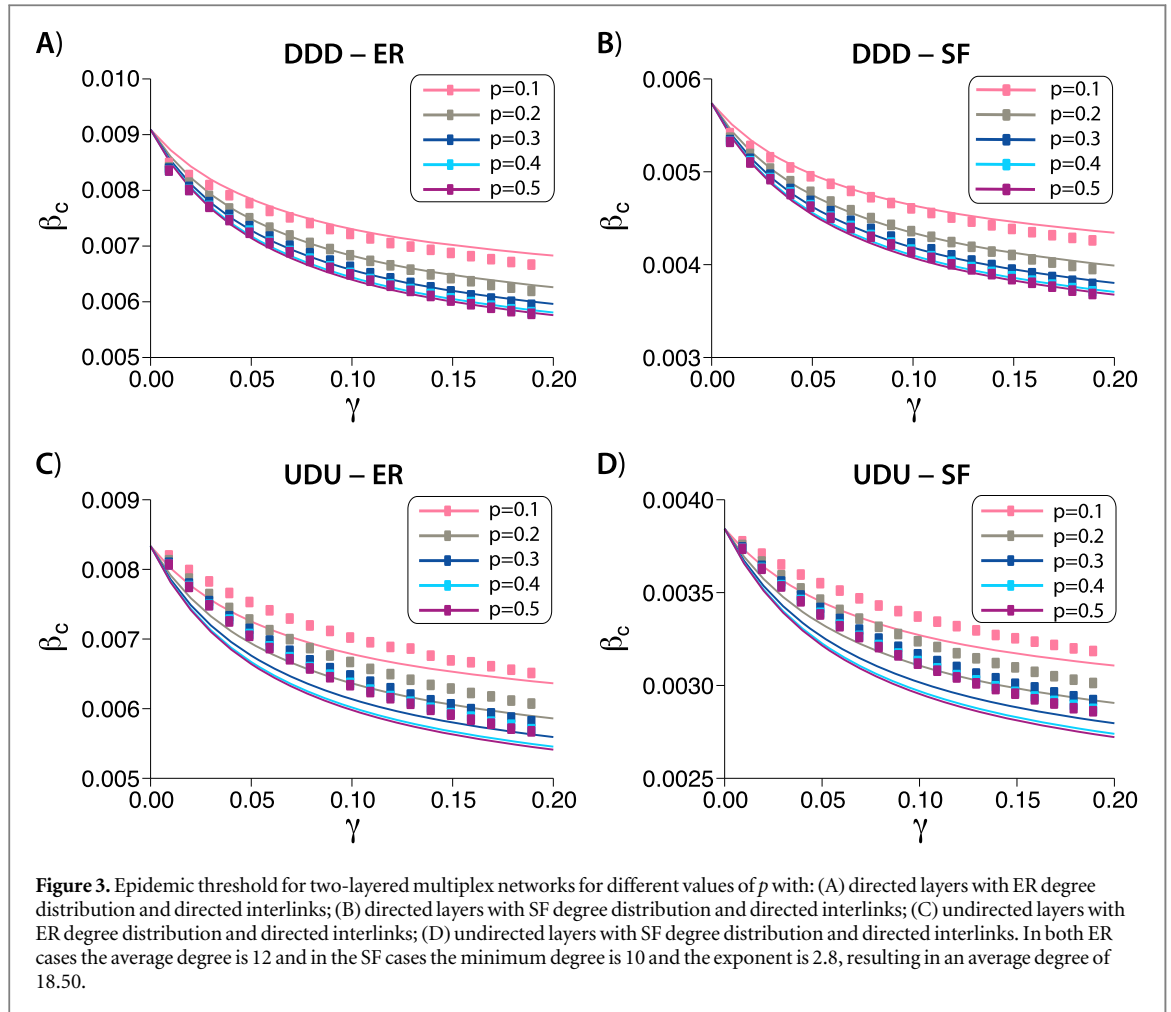 A)
DDD – ER
0.010
0.009
0.008
0.007
0.006
0.005
βc
p=0.1
p=0.2
p=0.3
p=0.4
p=0.5
0.00 0.05 0.10 0.15 0.20
γ
B)
DDD – SF
0.006
0.005
0.004
0.003
βc
p=0.1
p=0.2
p=0.3
p=0.4
p=0.5
0.00 0.05 0.10 0.15 0.20
γ
C)
UDU – ER
0.009
0.008
0.007
0.006
0.005
βc
p=0.1
p=0.2
p=0.3
p=0.4
p=0.5
0.00 0.05 0.10 0.15 0.20
γ
D)
UDU – SF
0.0040
0.0035
0.0030
0.0025
βc
p=0.1
p=0.2
p=0.3
p=0.4
p=0.5
0.00 0.05 0.10 0.15 0.20
γ
Figure 3. Epidemic threshold for two-layered multiplex networks for different values of p with: (A) directed layers with ER degree
distribution and directed interlinks; (B) directed layers with SF degree distribution and directed interlinks; (C) undirected layers with
ER degree distribution and directed interlinks; (D) undirected layers with SF degree distribution and directed interlinks. In both ER
cases the average degree is 12 and in the SF cases the minimum degree is 10 and the exponent is 2.8, resulting in an average degree of
18.50.